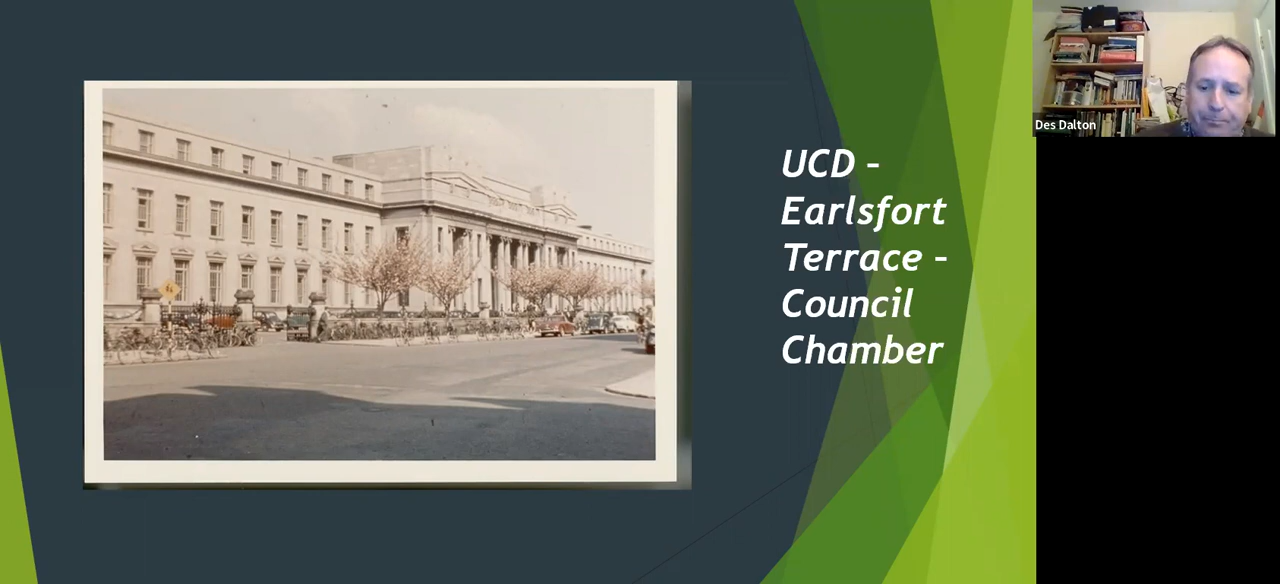 UCD –
Earlsfort
Terrace –
Council
Chamber
Des Dalton